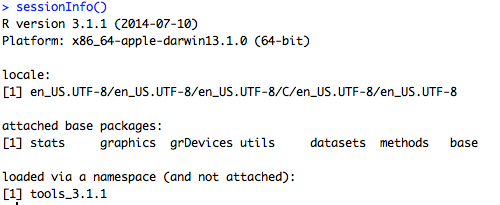 > sessionInfo()
R version 3.1.1 (2014-07-10)
Platform: x86_64-apple-darwin13.1.0 (64-bit)
locale:
[1] en_US.UTF-8/en_US.UTF-8/en_US.UTF-8/C/en_US.UTF-8/en_US.UTF-8
attached base packages:
[1] stats     graphics  grDevices utils     datasets  methods   base
loaded via a namespace (and not attached):
[1] tools_3.1.1